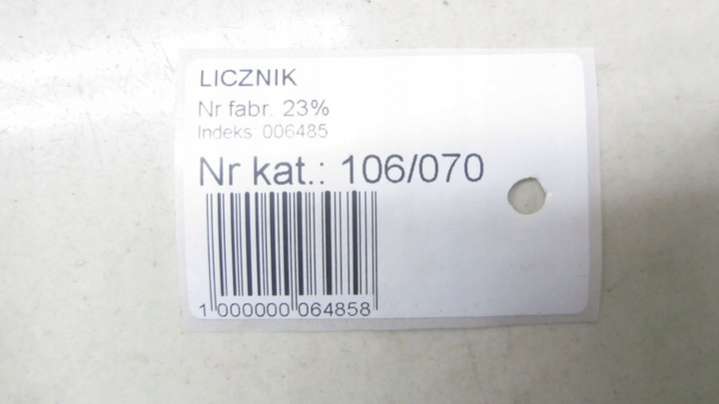 LICZNIK
Nr fabr. 23%
Indeks 006485
Nr kat.: 106/070
1 000000 064858